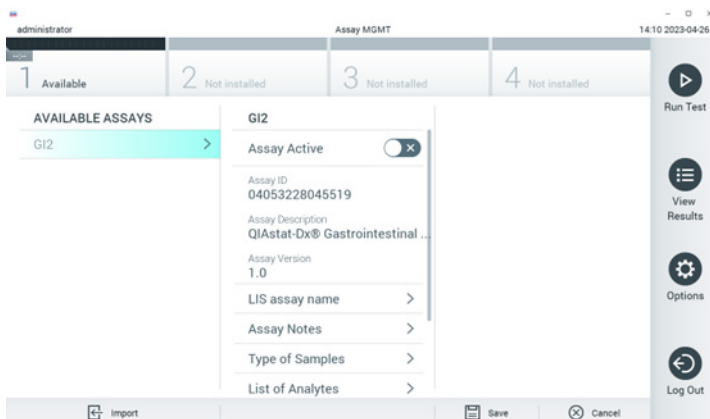 administrator
Assay MGMT
14:10 2023-04-26
1 Available
2 Not installed
3 Not installed
4 Not installed
AVAILABLE ASSAYS
GI2
GI2
Assay Active
Assay ID
04053228045519
Assay Description
QIAstat-Dx® Gastrointestinal ...
Assay Version
1.0
LIS assay name
Assay Notes
Type of Samples
List of Analytes
Run Test
View
Results
Options
Log Out
Import
Save
Cancel